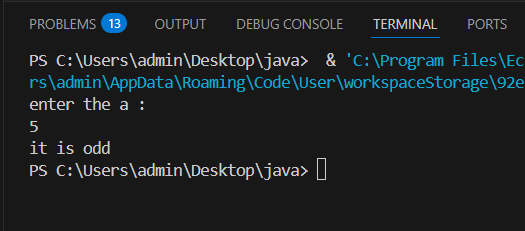 PROBLEMS 13 OUTPUT DEBUG CONSOLE TERMINAL PORTS
PS C:\Users\admin\Desktop\java>  & 'C:\Program Files\Ec
rs\admin\AppData\Roaming\Code\User\workspaceStorage\92e
enter the a :
5
it is odd
PS C:\Users\admin\Desktop\java>